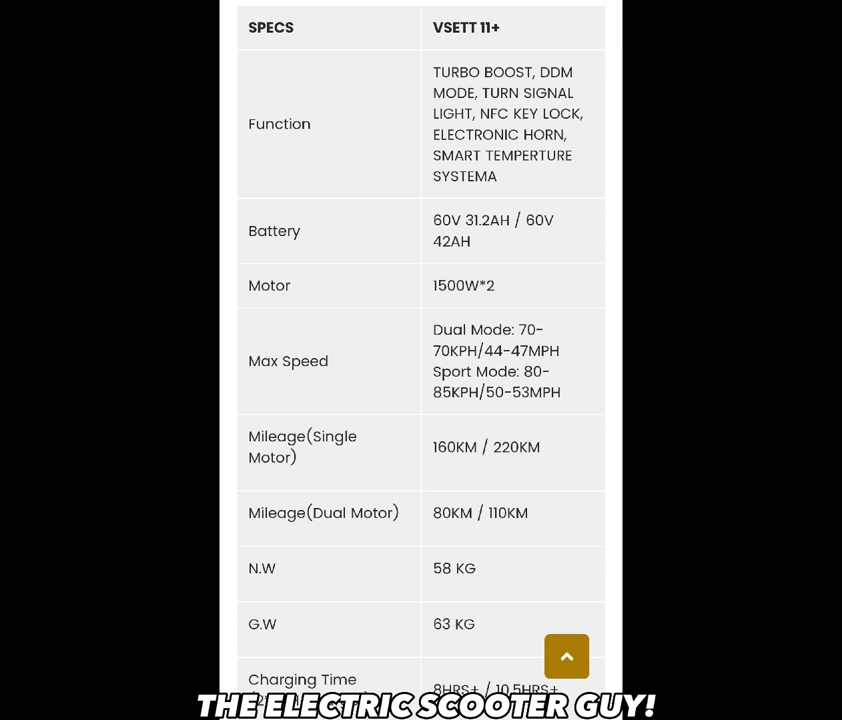 SPECS VSETT 11+
Function
TURBO BOOST, DDM
MODE, TURN SIGNAL
LIGHT, NFC KEY LOCK,
ELECTRONIC HORN,
SMART TEMPERTURE
SYSTEMA
Battery
60V 31.2AH / 60V
42AH
Motor 1500W*2
Max Speed
Dual Mode: 70-
70KPH/44-47MPH
Sport Mode: 80-
85KPH/50-53MPH
Mileage(Single
Motor)
160KM / 220KM
Mileage(Dual Motor) 80KM / 110KM
N.W 58 KG
G.W 63 KG
Charging Time
8HRS+ / 10.5HRS+
THE ELECTRIC SCOOTER GUY!